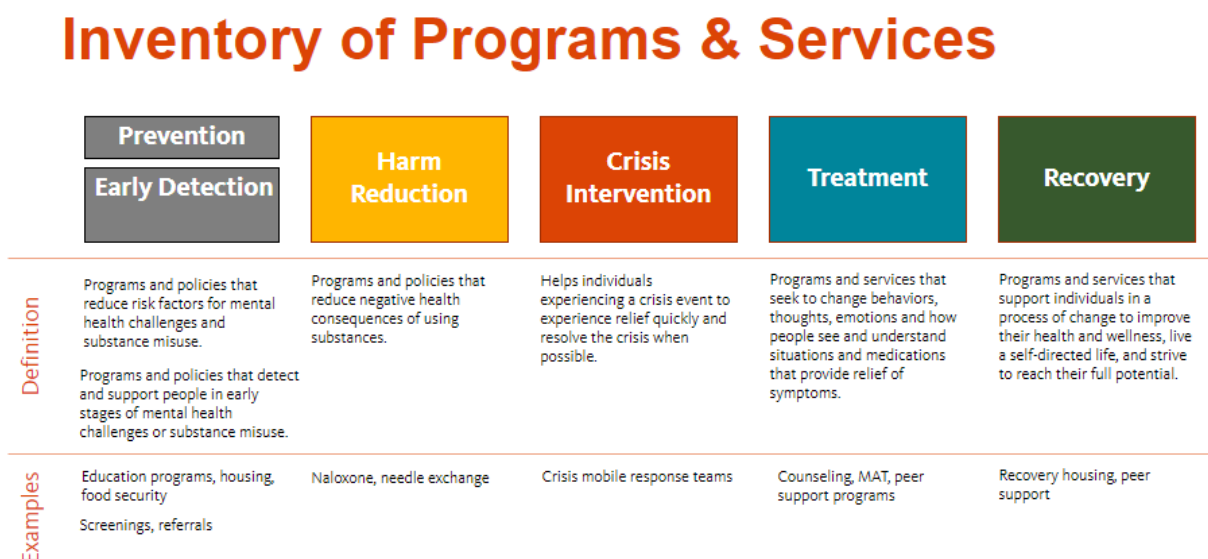 Inventory of Programs & Services
Prevention
Early Detection
Harm
Reduction
Crisis
Intervention
Treatment
Recovery
Definition
Programs and policies that
reduce risk factors for mental
health challenges and
substance misuse.
Programs and policies that detect
and support people in early
stages of mental health
challenges or substance misuse.
Programs and policies that
reduce negative health
consequences of using
substances.
Helps individuals
experiencing a crisis event to
experience relief quickly and
resolve the crisis when
possible.
Programs and services that
seek to change behaviors,
thoughts, emotions and how
people see and understand
situations and medications
that provide relief of
symptoms.
Programs and services that
support individuals in a
process of change to improve
their health and wellness, live
a self-directed life, and strive
to reach their full potential.
Examples
Education programs, housing,
food security
Screenings, referrals
Naloxone, needle exchange
Crisis mobile response teams
Counseling, MAT, peer
support programs
Recovery housing, peer
support